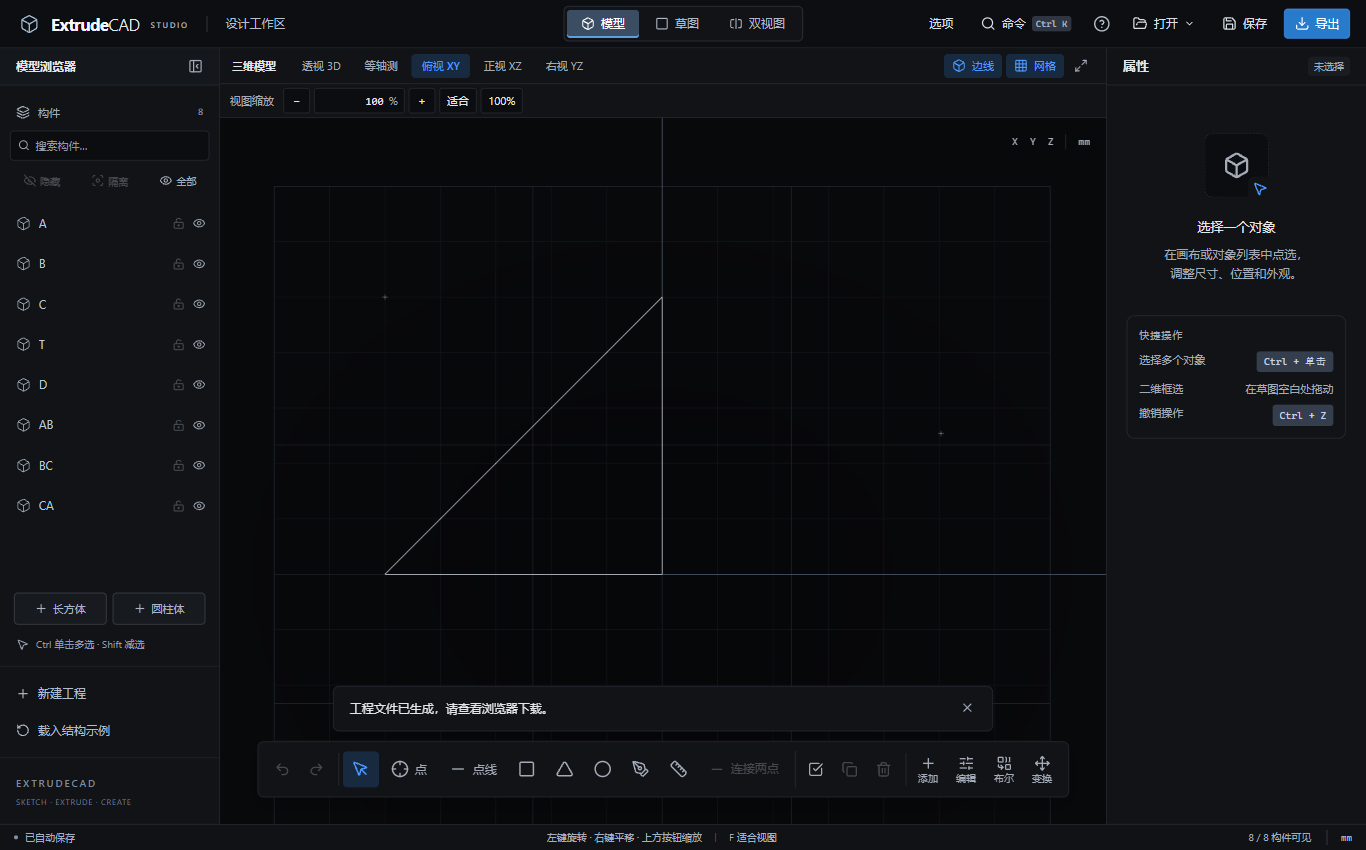 ExtrudeCAD STUDIO 设计工作区 模型 草图 双视图 选项 命令 Ctrl K 打开 保存 导出
模型浏览器 三维模型 透视 3D 等轴测 俯视 XY 正视 XZ 右视 YZ 边线 网格 属性 未选择
视图缩放 − 100 % + 适合 100%
构件 8
搜索构件...
隐藏 隔离 全部
X Y Z mm
A
B
C
T
D
AB
BC
CA
选择一个对象
在画布或对象列表中点选,
调整尺寸、位置和外观。
快捷操作
选择多个对象 Ctrl + 单击
二维框选 在草图空白处拖动
撤销操作 Ctrl + Z
+ 长方体 + 圆柱体
Ctrl 单击多选 · Shift 减选
+ 新建工程
载入结构示例
工程文件已生成，请查看浏览器下载。
点 点线 连接两点 添加 编辑 布尔 变换
EXTRUDECAD
SKETCH · EXTRUDE · CREATE
已自动保存 左键旋转 · 右键平移 · 上方按钮缩放 F 适合视图 8 / 8 构件可见 mm